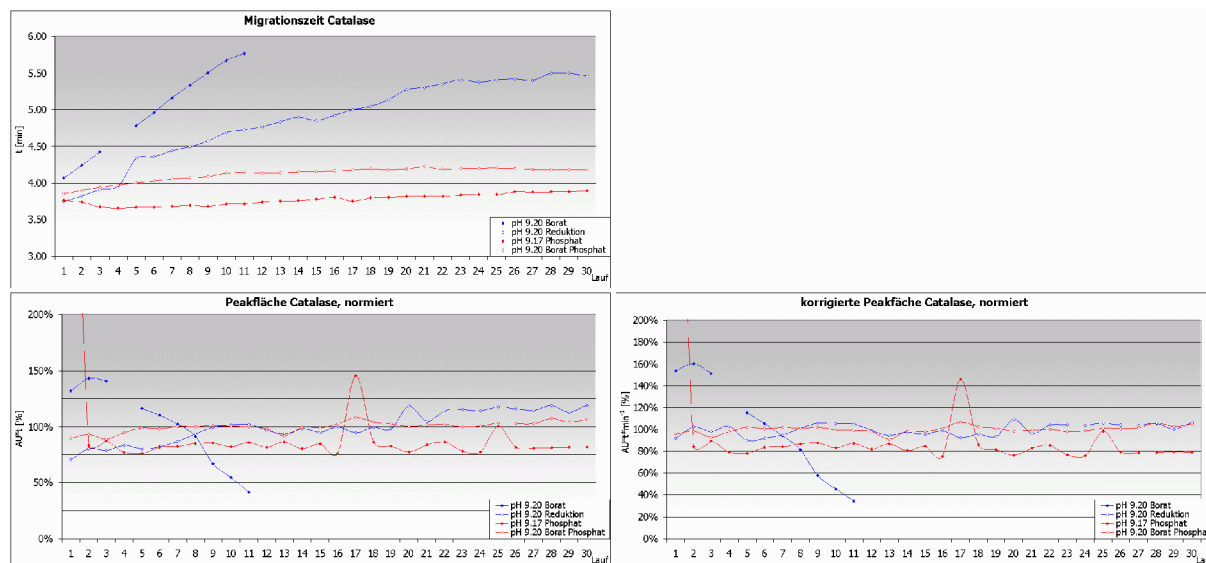 Migrationszeit Catalase
t [min]
6.00
5.50
5.00
4.50
4.00
3.50
3.00
pH 9.20 Borat
pH 9.20 Reduktion
pH 9.17 Phosphat
pH 9.20 Borat Phosphat
1 2 3 4 5 6 7 8 9 10 11 12 13 14 15 16 17 18 19 20 21 22 23 24 25 26 27 28 29 30
Lauf
Peakfläche Catalase, normiert
AU*t [%]
200%
150%
100%
50%
0%
pH 9.20 Borat
pH 9.20 Reduktion
pH 9.17 Phosphat
pH 9.20 Borat Phosphat
1 2 3 4 5 6 7 8 9 10 11 12 13 14 15 16 17 18 19 20 21 22 23 24 25 26 27 28 29 30
Lauf
korrigierte Peakfäche Catalase, normiert
AU*t*min⁻¹ [%]
200%
180%
160%
140%
120%
100%
80%
60%
40%
20%
0%
pH 9.20 Borat
pH 9.20 Reduktion
pH 9.17 Phosphat
pH 9.20 Borat Phosphat
1 2 3 4 5 6 7 8 9 10 11 12 13 14 15 16 17 18 19 20 21 22 23 24 25 26 27 28 29 30
Lauf